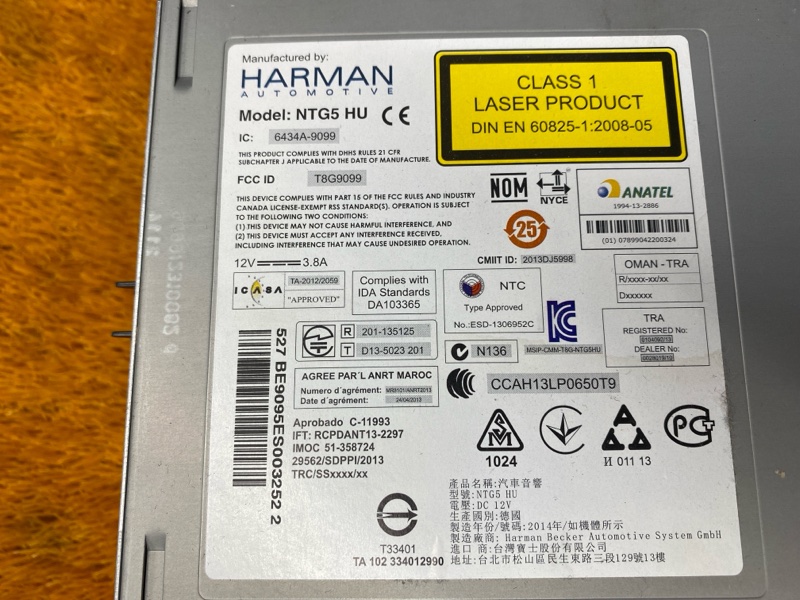 Manufactured by:
HARMAN
AUTOMOTIVE
Model: NTG5 HU CE
IC: 6434A-9099
THIS PRODUCT COMPLIES WITH DHHS RULES 21 CFR
SUBCHAPTER J APPLICABLE TO THE DATE OF MANUFACTURE.
FCC ID T8G9099
THIS DEVICE COMPLIES WITH PART 15 OF THE FCC RULES AND INDUSTRY
CANADA LICENSE-EXEMPT RSS STANDARD(S). OPERATION IS SUBJECT
TO THE FOLLOWING TWO CONDITIONS:
(1) THIS DEVICE MAY NOT CAUSE HARMFUL INTERFERENCE, AND
(2) THIS DEVICE MUST ACCEPT ANY INTERFERENCE RECEIVED,
INCLUDING INTERFERENCE THAT MAY CAUSE UNDESIRED OPERATION.
12V 3.8A
CLASS 1
LASER PRODUCT
DIN EN 60825-1:2008-05
NOM
NYCE
ANATEL
1994-13-2886
(01) 07899042200324
25
CMIIT ID: 2013DJ5998
ICASA
TA-2012/2059
"APPROVED"
Complies with
IDA Standards
DA103365
NTC
Type Approved
No.:ESD-1306952C
OMAN - TRA
R/xxxx-xx/xx
Dxxxxxx
TRA
REGISTERED No:
DEALER No:
R 201-135125
T D13-5023 201
N136
MSIP-CMM-T8G-NTG5HU
AGREE PAR´L ANRT MAROC
Numero d´agrément: MR8101-ANRT2013
Date d´agrément: 24/04/2013
CCAH13LP0650T9
527 BE9095ES003252 2
Aprobado C-11993
IFT: RCPDANT13-2297
IMOC 51-358724
29562/SDPPI/2013
TRC/SSxxxx/xx
1024
И 011 13
T33401
TA 102 334012990
產品名稱:汽車音響
型號:NTG5 HU
電壓:DC 12V
生產國別:德國
製造年份/號碼:2014年/如機體所示
製造廠商: Harman Becker Automotive System GmbH
進口 商:台灣寶士股份有限公司
地址:台北市松山區民生東路三段129號13樓